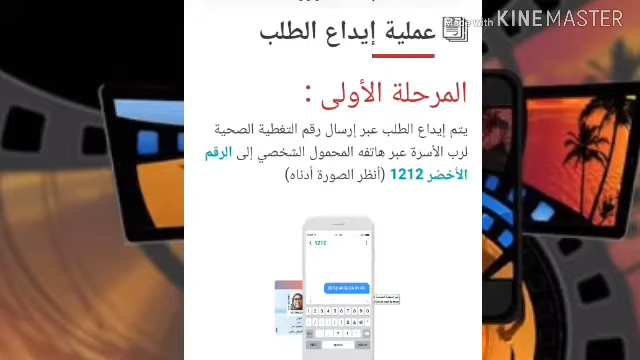 Made with KINEMASTER
عملية إيداع الطلب
المرحلة الأولى :
يتم إيداع الطلب عبر إرسال رقم التغطية الصحية
لرب الأسرة عبر هاتفه المحمول الشخصي إلى الرقم
الأخضر 1212 (أنظر الصورة أدناه)
1212